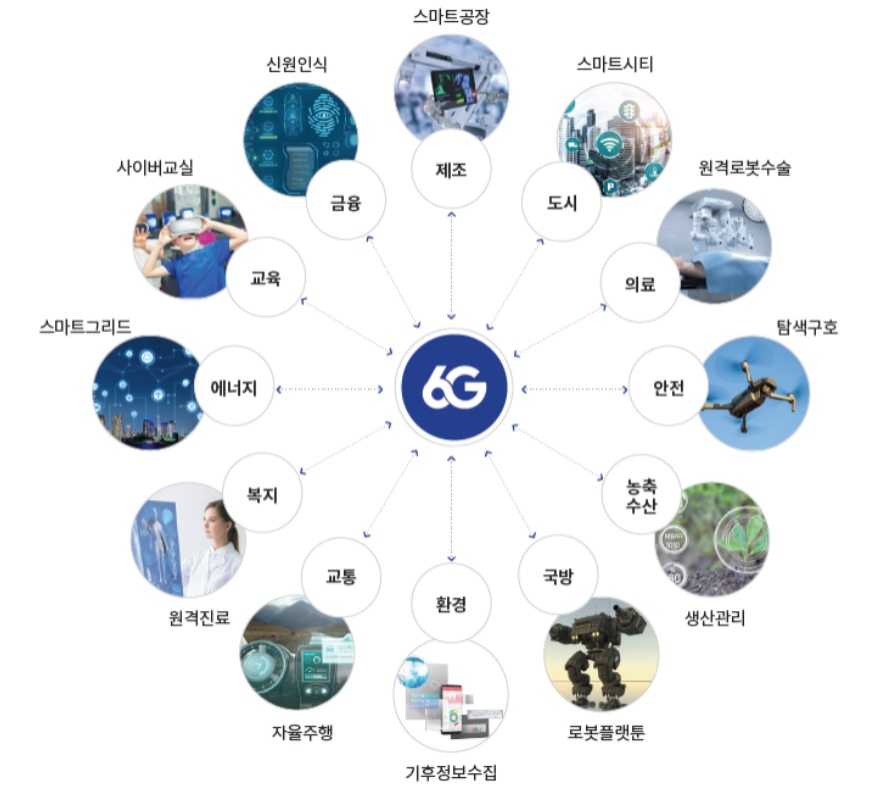 스마트공장
제조
스마트시티
도시
원격로봇수술
의료
탐색구호
안전
농축
수산
생산관리
국방
로봇플랫툰
환경
기후정보수집
교통
자율주행
복지
원격진료
에너지
스마트그리드
교육
사이버교실
금융
신원인식
6G
P